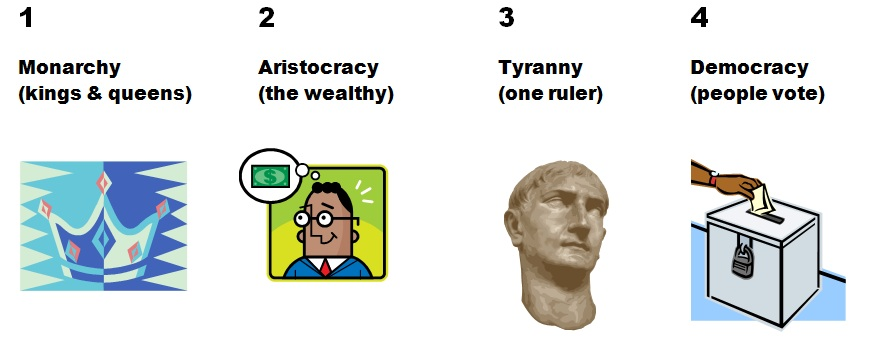 1
Monarchy
(kings & queens)
2
Aristocracy
(the wealthy)
$
3
Tyranny
(one ruler)
4
Democracy
(people vote)